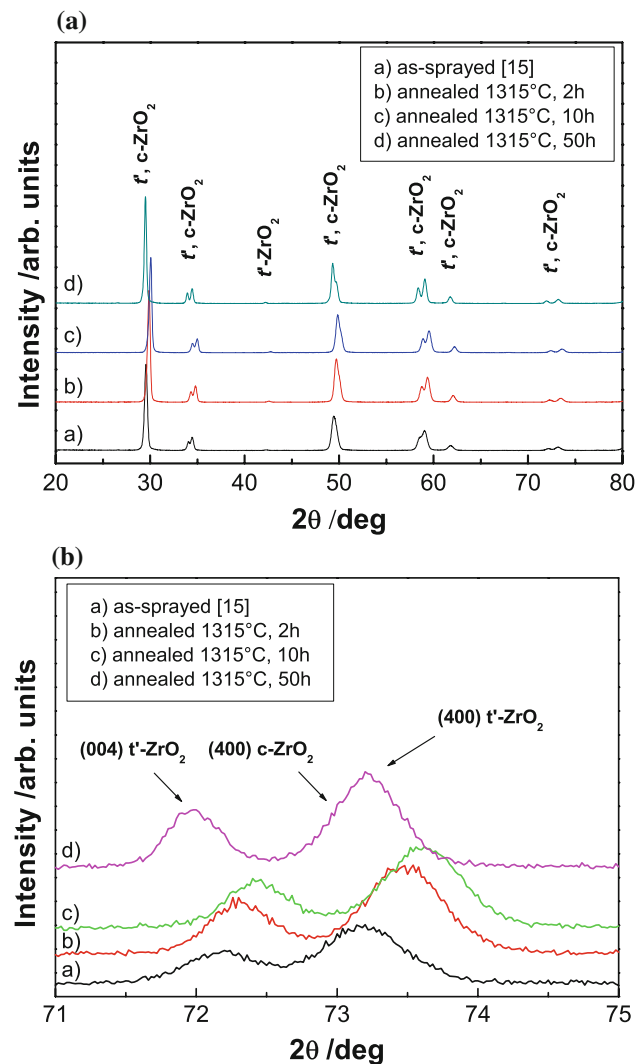 (a)
a) as-sprayed [15]
b) annealed 1315°C, 2h
c) annealed 1315°C, 10h
d) annealed 1315°C, 50h
t', c-ZrO₂
t', c-ZrO₂
t'-ZrO₂
t', c-ZrO₂
t', c-ZrO₂
t', c-ZrO₂
t', c-ZrO₂
d)
c)
b)
a)
Intensity /arb. units
20 30 40 50 60 70 80
2θ /deg
(b)
a) as-sprayed [15]
b) annealed 1315°C, 2h
c) annealed 1315°C, 10h
d) annealed 1315°C, 50h
(004) t'-ZrO₂
(400) c-ZrO₂
(400) t'-ZrO₂
d)
c)
b)
a)
Intensity /arb. units
71 72 73 74 75
2θ /deg